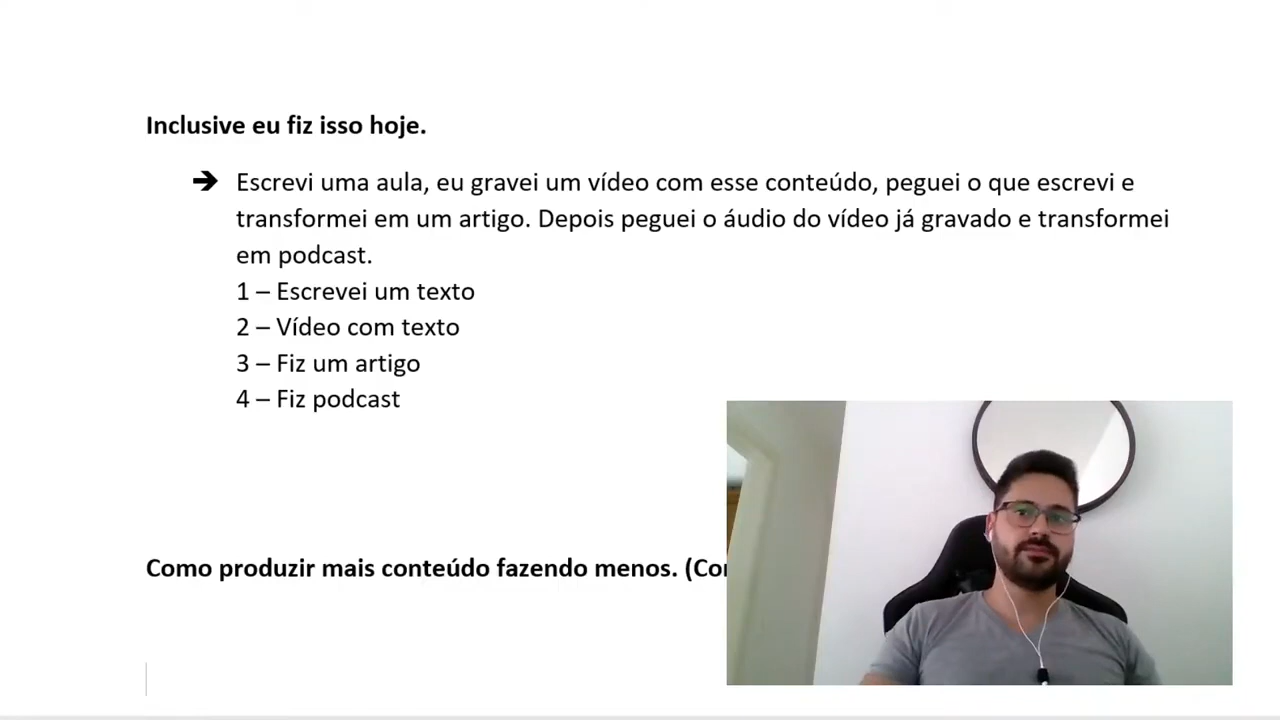 Inclusive eu fiz isso hoje.
➔ Escrevi uma aula, eu gravei um vídeo com esse conteúdo, peguei o que escrevi e
transformei em um artigo. Depois peguei o áudio do vídeo já gravado e transformei
em podcast.
1 – Escrevei um texto
2 – Vídeo com texto
3 – Fiz um artigo
4 – Fiz podcast
Como produzir mais conteúdo fazendo menos.